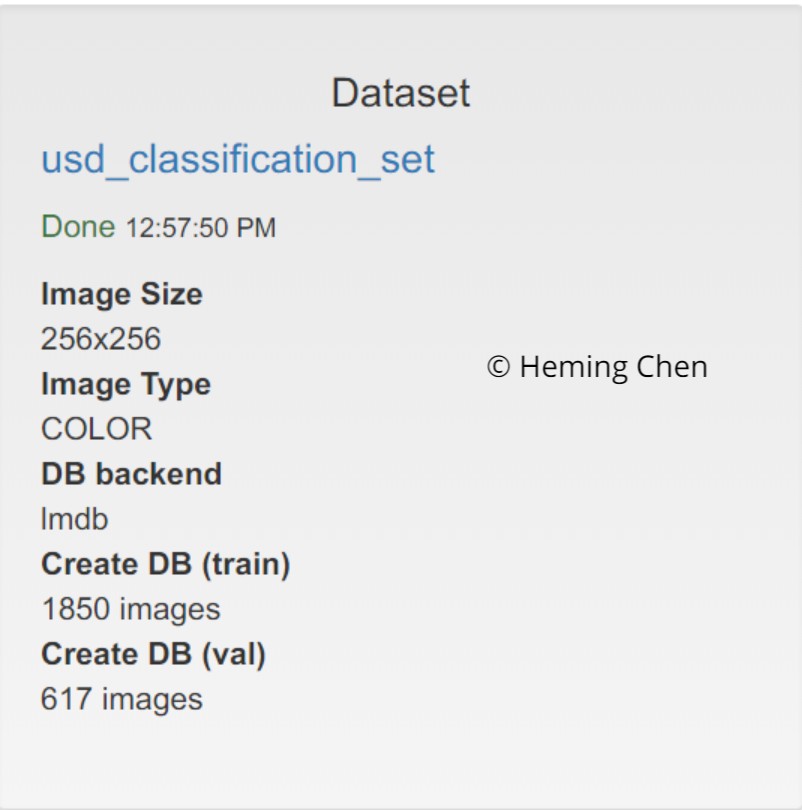 Dataset
usd_classification_set
Done 12:57:50 PM
Image Size
256x256
© Heming Chen
Image Type
COLOR
DB backend
lmdb
Create DB (train)
1850 images
Create DB (val)
617 images